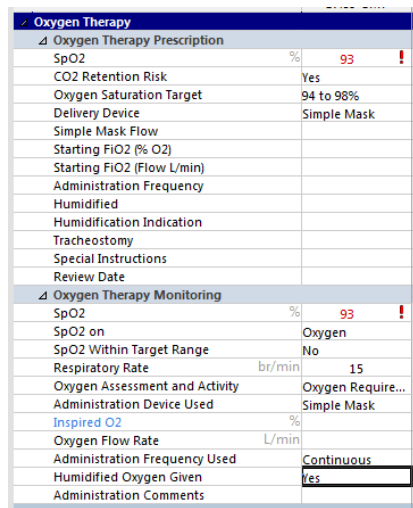 Oxygen Therapy
Oxygen Therapy Prescription
SpO2 % 93 !
CO2 Retention Risk Yes
Oxygen Saturation Target 94 to 98%
Delivery Device Simple Mask
Simple Mask Flow
Starting FiO2 (% O2)
Starting FiO2 (Flow L/min)
Administration Frequency
Humidified
Humidification Indication
Tracheostomy
Special Instructions
Review Date
Oxygen Therapy Monitoring
SpO2 % 93 !
SpO2 on Oxygen
SpO2 Within Target Range No
Respiratory Rate br/min 15
Oxygen Assessment and Activity Oxygen Require...
Administration Device Used Simple Mask
Inspired O2 %
Oxygen Flow Rate L/min
Administration Frequency Used Continuous
Humidified Oxygen Given Yes
Administration Comments